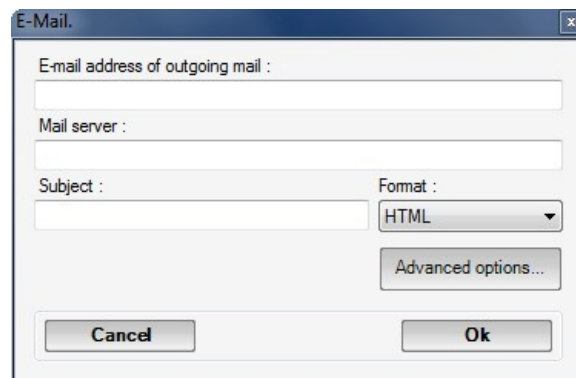 E-Mail.
x
E-mail address of outgoing mail :
Mail server :
Subject :
Format :
HTML
Advanced options...
Cancel
Ok